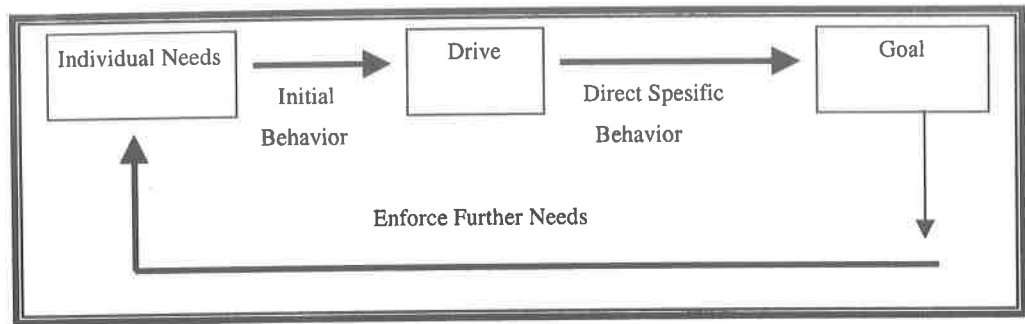 Individual Needs
Initial
Behavior
Drive
Direct Spesific
Behavior
Goal
Enforce Further Needs